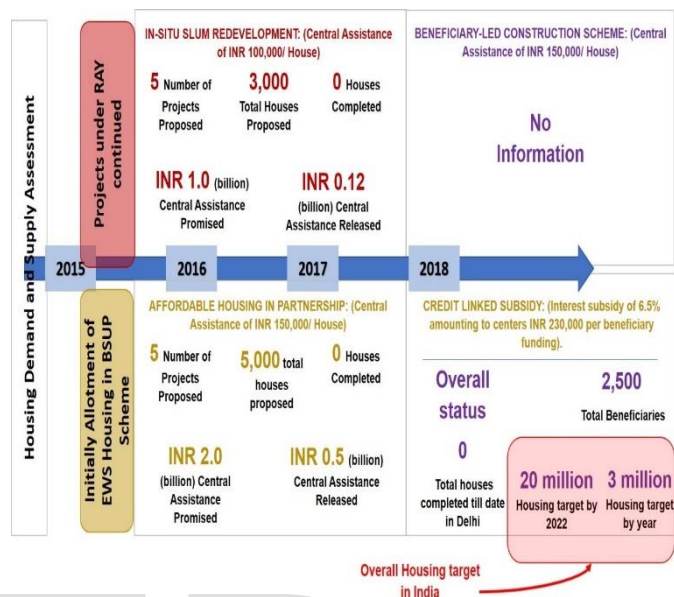 Housing Demand and Supply Assessment
Projects under RAY
continued
IN-SITU SLUM REDEVELOPMENT: (Central Assistance
of INR 100,000/ House)
5 Number of
Projects
Proposed
3,000
Total Houses
Proposed
0 Houses
Completed
INR 1.0 (billion)
Central Assistance
Promised
INR 0.12
(billion) Central
Assistance Released
BENEFICIARY-LED CONSTRUCTION SCHEME: (Central
Assistance of INR 150,000/ House)
No
Information
2015
2016
2017
2018
Initially Allotment of
EWS Housing in BSUP
Scheme
AFFORDABLE HOUSING IN PARTNERSHIP: (Central
Assistance of INR 150,000/ House)
5 Number of
Projects
Proposed
5,000 total
houses
proposed
0 Houses
Completed
INR 2.0
(billion) Central
Assistance
Promised
INR 0.5 (billion)
Central Assistance
Released
CREDIT LINKED SUBSIDY: (Interest subsidy of 6.5%
amounting to centers INR 230,000 per beneficiary
funding).
Overall
status
0
Total houses
completed till date
in Delhi
2,500
Total Beneficiaries
20 million
Housing target by
2022
3 million
Housing target
by year
Overall Housing target
in India